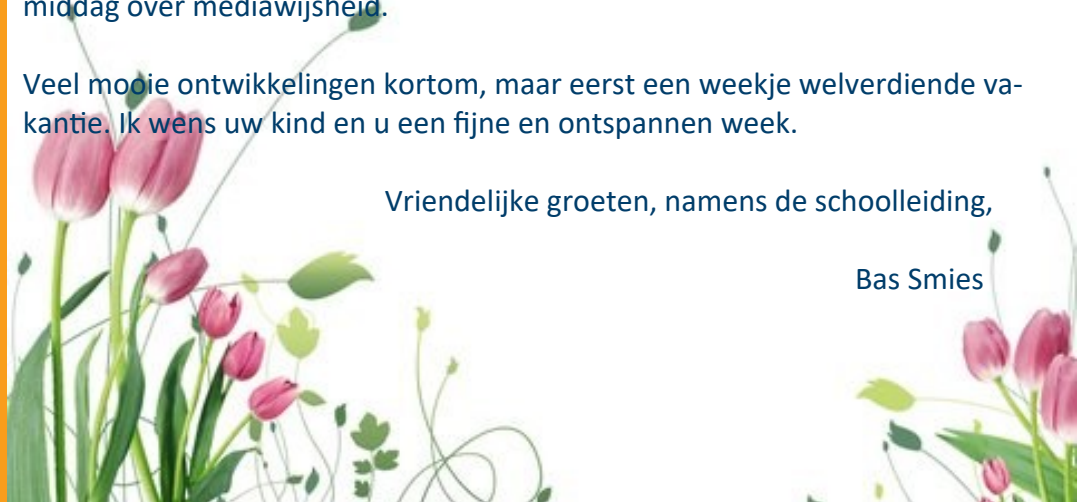 middag over mediawijsheid.
Veel mooie ontwikkelingen kortom, maar eerst een weekje welverdiende va-
kantie. Ik wens uw kind en u een fijne en ontspannen week.
Vriendelijke groeten, namens de schoolleiding,
Bas Smies